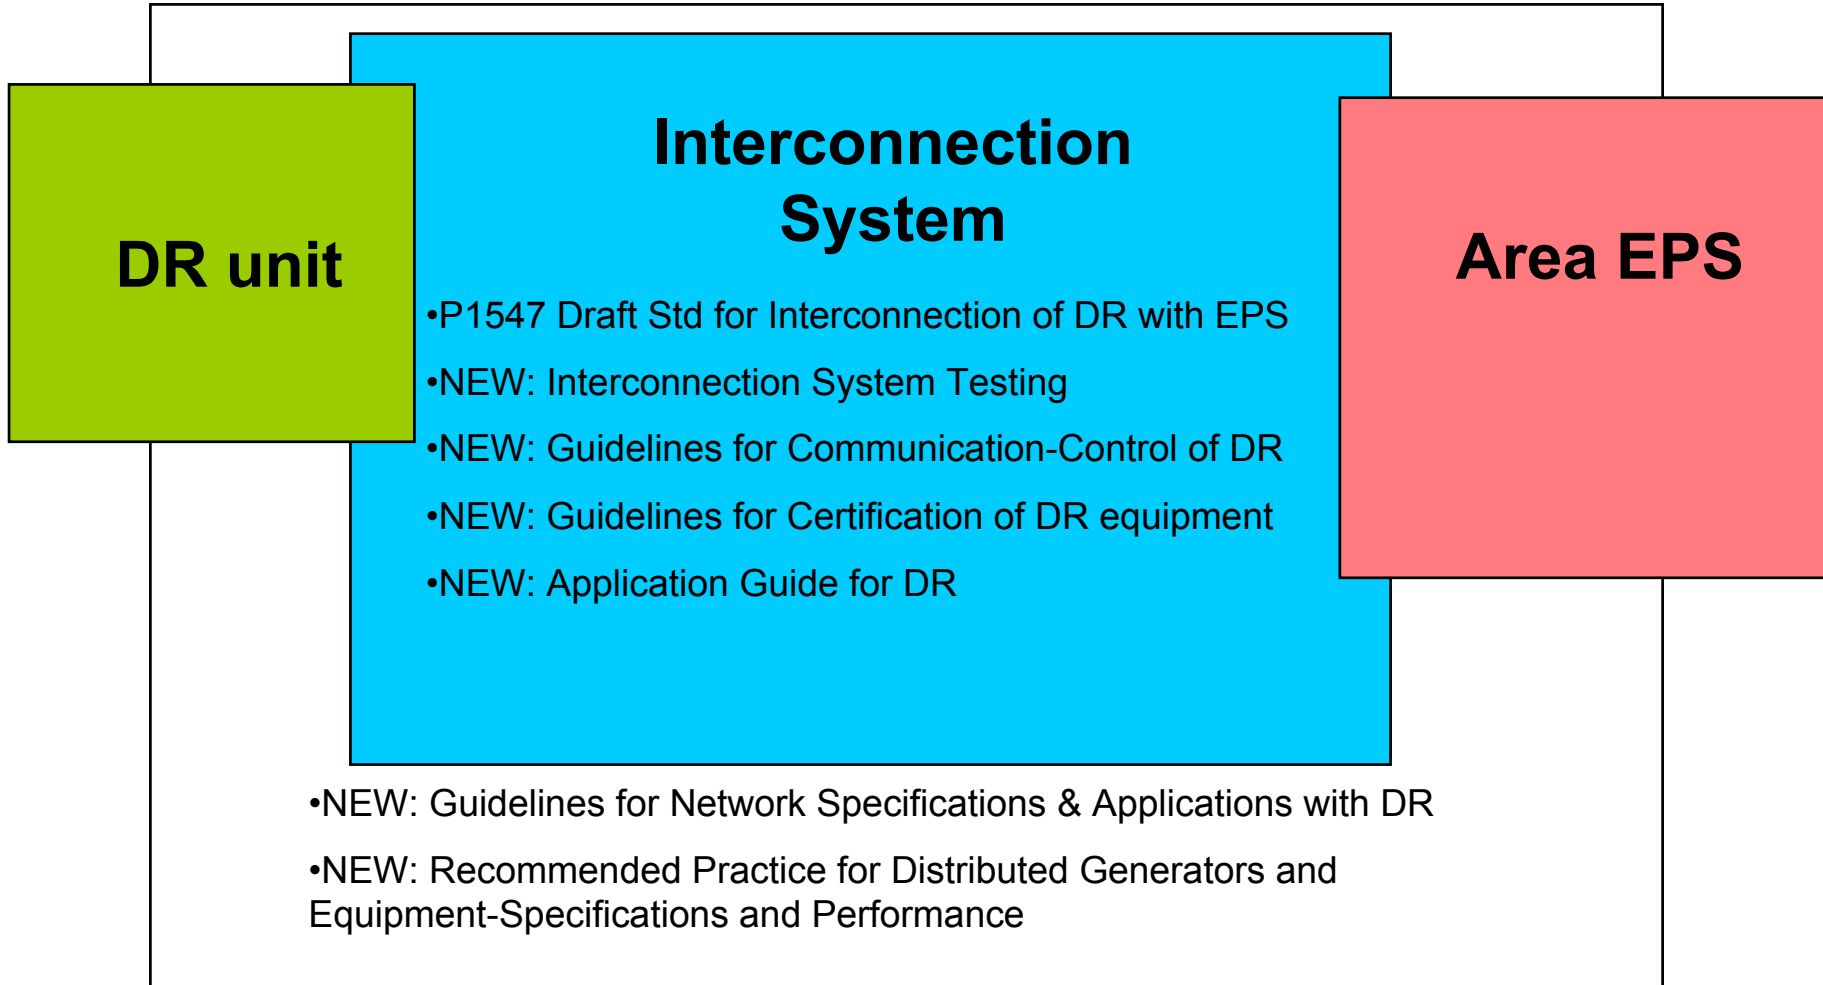 DR unit
Interconnection
System
•P1547 Draft Std for Interconnection of DR with EPS
•NEW: Interconnection System Testing
•NEW: Guidelines for Communication-Control of DR
•NEW: Guidelines for Certification of DR equipment
•NEW: Application Guide for DR
Area EPS
•NEW: Guidelines for Network Specifications & Applications with DR
•NEW: Recommended Practice for Distributed Generators and
Equipment-Specifications and Performance